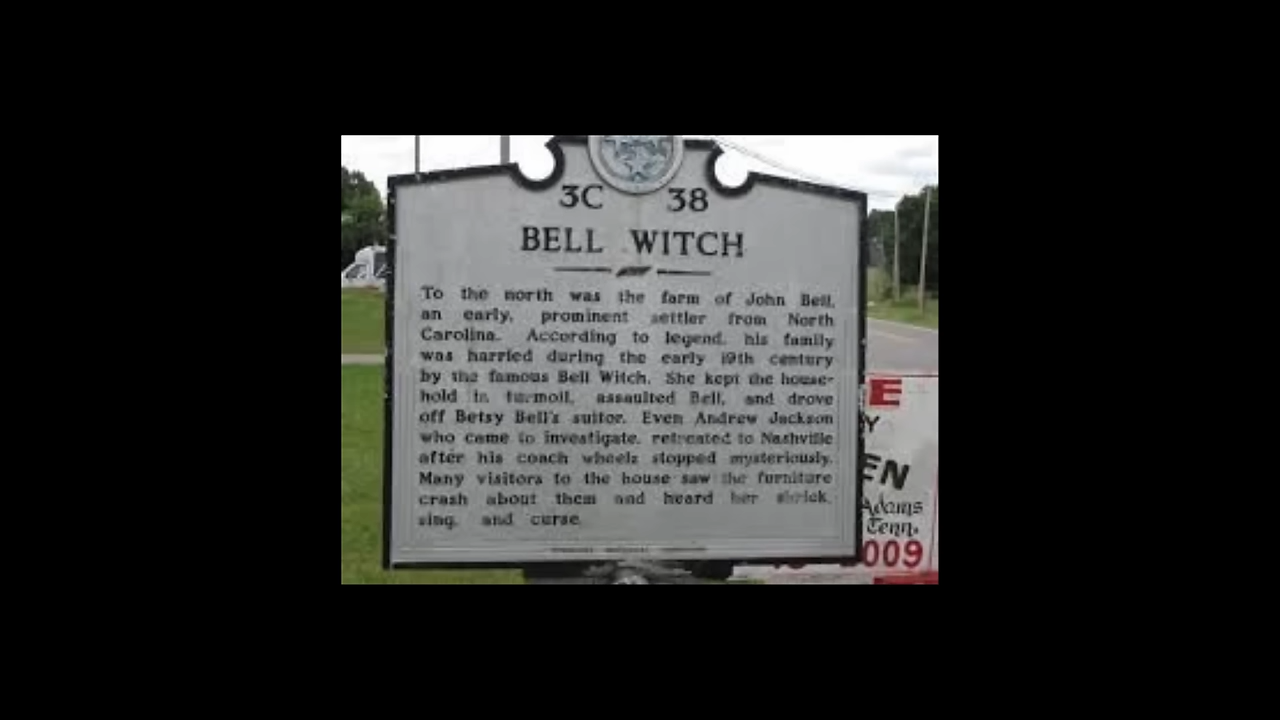 3C 38
BELL WITCH
To the north was the farm of John Bell,
an early, prominent settler from North
Carolina. According to legend, his family
was harried during the early 19th century
by the famous Bell Witch. She kept the house-
hold in turmoil, assaulted Bell, and drove
off Betsy Bell's suitor. Even Andrew Jackson
who came to investigate, retreated to Nashville
after his coach wheels stopped mysteriously.
Many visitors to the house saw the furniture
crash about them and heard her shriek,
sing, and curse.
E
Y
EN
Adams
Tenn.
009